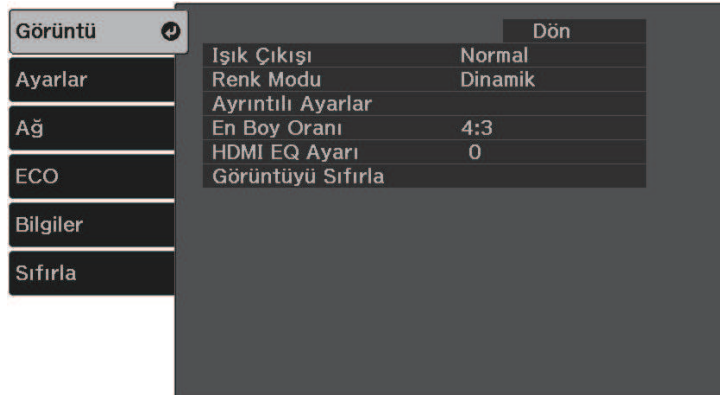 Görüntü
Ayarlar
Ağ
ECO
Bilgiler
Sıfırla
Dön
Işık Çıkışı Normal
Renk Modu Dinamik
Ayrıntılı Ayarlar
En Boy Oranı 4:3
HDMI EQ Ayarı 0
Görüntüyü Sıfırla